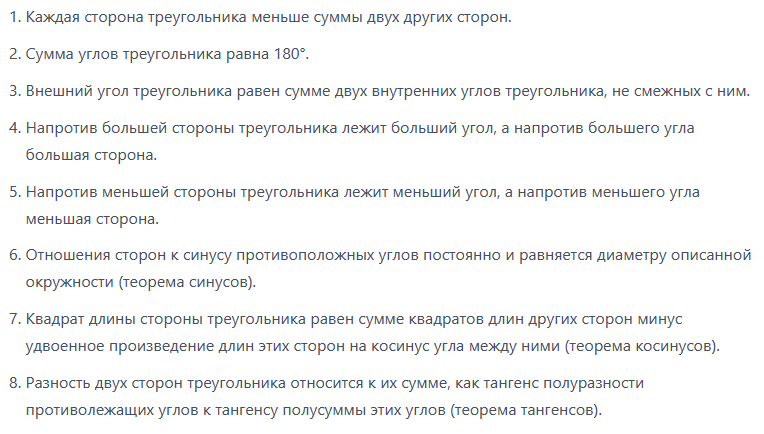 1. Каждая сторона треугольника меньше суммы двух других сторон.
2. Сумма углов треугольника равна 180°.
3. Внешний угол треугольника равен сумме двух внутренних углов треугольника, не смежных с ним.
4. Напротив большей стороны треугольника лежит больший угол, а напротив большего угла
большая сторона.
5. Напротив меньшей стороны треугольника лежит меньший угол, а напротив меньшего угла
меньшая сторона.
6. Отношения сторон к синусу противоположных углов постоянно и равняется диаметру описанной
окружности (теорема синусов).
7. Квадрат длины стороны треугольника равен сумме квадратов длин других сторон минус
удвоенное произведение длин этих сторон на косинус угла между ними (теорема косинусов).
8. Разность двух сторон треугольника относится к их сумме, как тангенс полуразности
противолежащих углов к тангенсу полусуммы этих углов (теорема тангенсов).